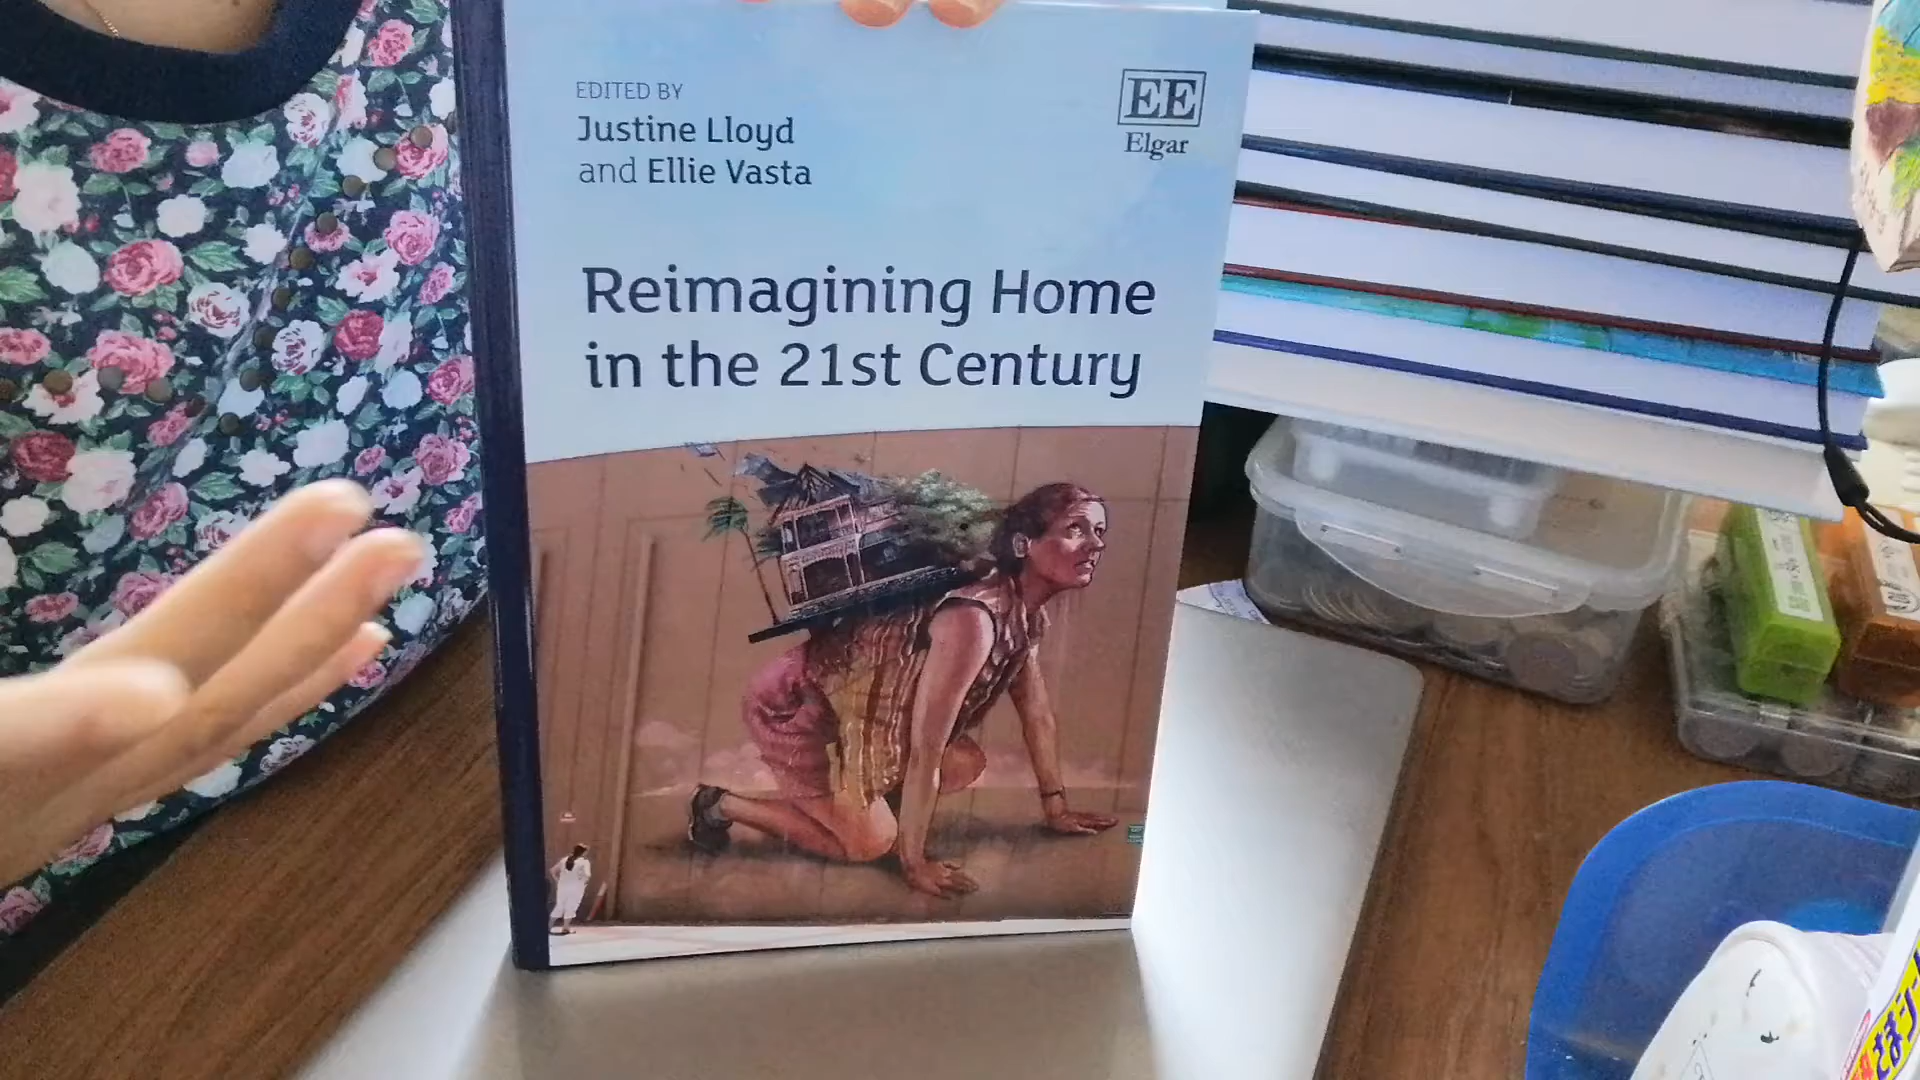 EDITED BY
Justine Lloyd
and Ellie Vasta
EE
Elgar
Reimagining Home
in the 21st Century